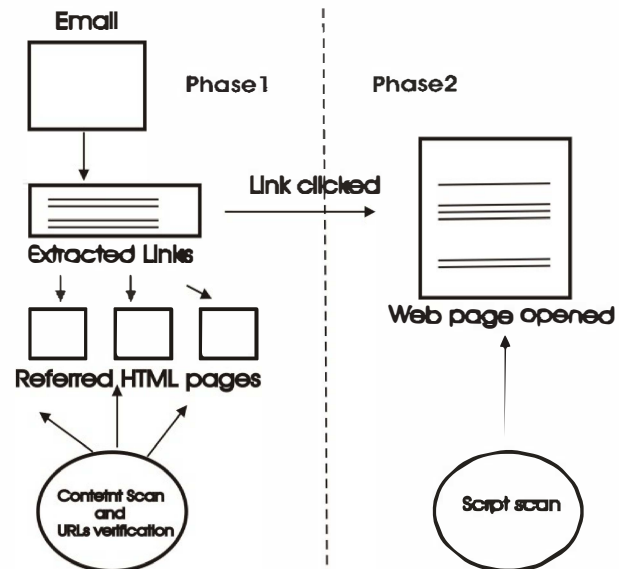 Email
Phase1
Phase2
Link clicked
Extracted Links
Web page opened
Referred HTML pages
Contetnt Scan
and
URLs verification
Script scan